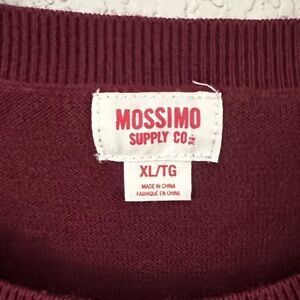 MOSSIMO
SUPPLY CO.
XL/TG
MADE IN CHINA
FABRIQUÉ EN CHINE